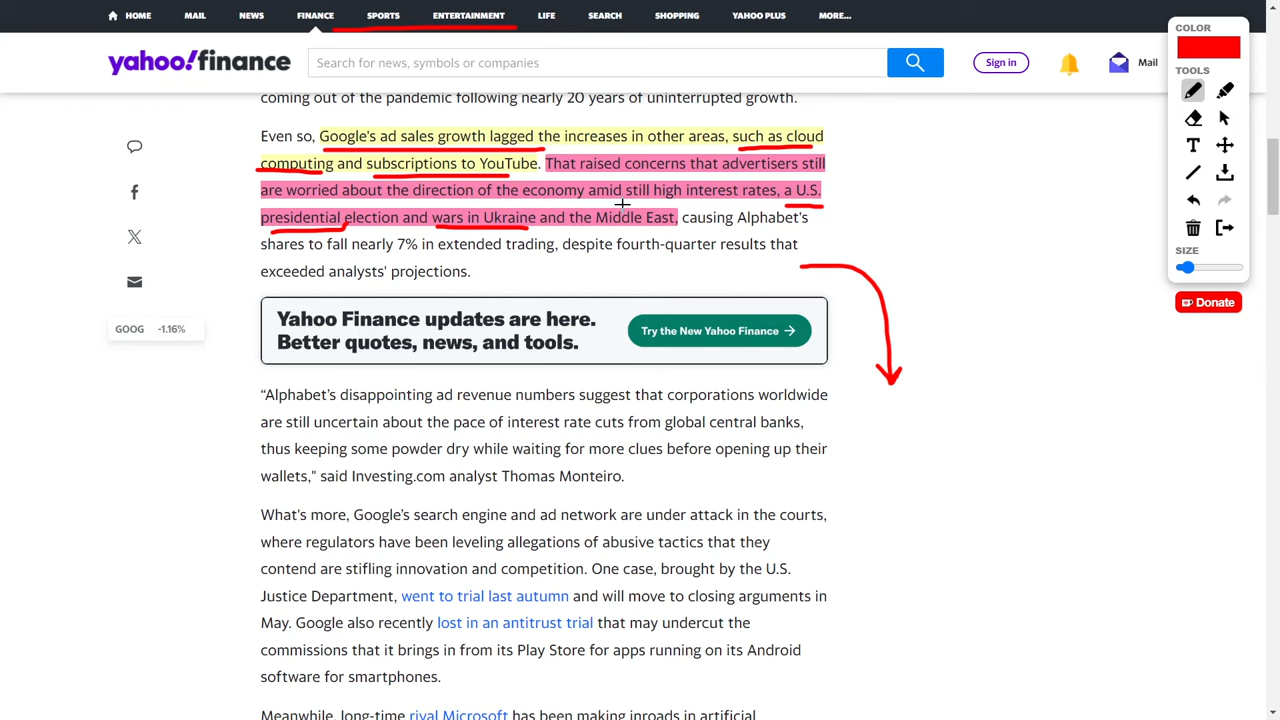 HOME MAIL NEWS FINANCE SPORTS ENTERTAINMENT LIFE SEARCH SHOPPING YAHOO PLUS MORE...
yahoo!finance Search for news, symbols or companies Sign in Mail
COLOR
TOOLS
SIZE
Donate
coming out of the pandemic following nearly 20 years of uninterrupted growth.
Even so, Google's ad sales growth lagged the increases in other areas, such as cloud
computing and subscriptions to YouTube. That raised concerns that advertisers still
are worried about the direction of the economy amid still high interest rates, a U.S.
presidential election and wars in Ukraine and the Middle East, causing Alphabet's
shares to fall nearly 7% in extended trading, despite fourth-quarter results that
exceeded analysts' projections.
GOOG -1.16%
Yahoo Finance updates are here.
Better quotes, news, and tools.
Try the New Yahoo Finance
“Alphabet’s disappointing ad revenue numbers suggest that corporations worldwide
are still uncertain about the pace of interest rate cuts from global central banks,
thus keeping some powder dry while waiting for more clues before opening up their
wallets," said Investing.com analyst Thomas Monteiro.
What's more, Google’s search engine and ad network are under attack in the courts,
where regulators have been leveling allegations of abusive tactics that they
contend are stifling innovation and competition. One case, brought by the U.S.
Justice Department, went to trial last autumn and will move to closing arguments in
May. Google also recently lost in an antitrust trial that may undercut the
commissions that it brings in from its Play Store for apps running on its Android
software for smartphones.
Meanwhile, long-time rival Microsoft has been making inroads in artificial